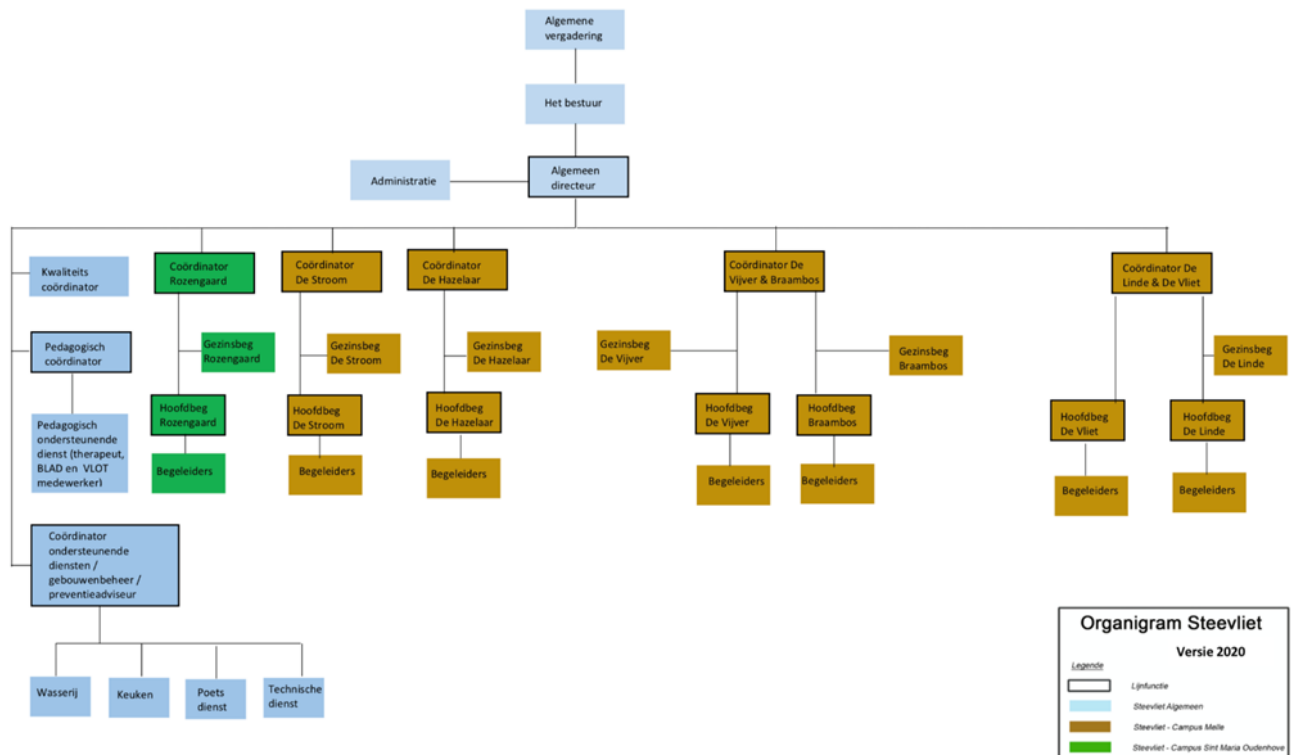 Algemene
vergadering
Het bestuur
Administratie
Algemeen
directeur
Kwaliteits
coördinator
Coördinator
Rozengaard
Coördinator
De Stroom
Coördinator
De Hazelaar
Coördinator De
Vijver & Braambos
Coördinator De
Linde & De Vliet
Pedagogisch
coördinator
Gezinsbeg
Rozengaard
Gezinsbeg
De Stroom
Gezinsbeg
De Hazelaar
Gezinsbeg
De Vijver
Gezinsbeg
Braambos
Gezinsbeg
De Linde
Pedagogisch
ondersteunende
dienst (therapeut,
BLAD en VLOT
medewerker)
Hoofdbeg
Rozengaard
Hoofdbeg
De Stroom
Hoofdbeg
De Hazelaar
Hoofdbeg
De Vijver
Hoofdbeg
Braambos
Hoofdbeg
De Vliet
Hoofdbeg
De Linde
Begeleiders
Begeleiders
Begeleiders
Begeleiders
Begeleiders
Begeleiders
Begeleiders
Coördinator
ondersteunende
diensten /
gebouwenbeheer /
preventieadviseur
Wasserij
Keuken
Poets
dienst
Technische
dienst
Organigram Steevliet
Versie 2020
Legende
Lijnfunctie
Steevliet Algemeen
Steevliet - Campus Melle
Steevliet - Campus Sint Maria Oudenhove